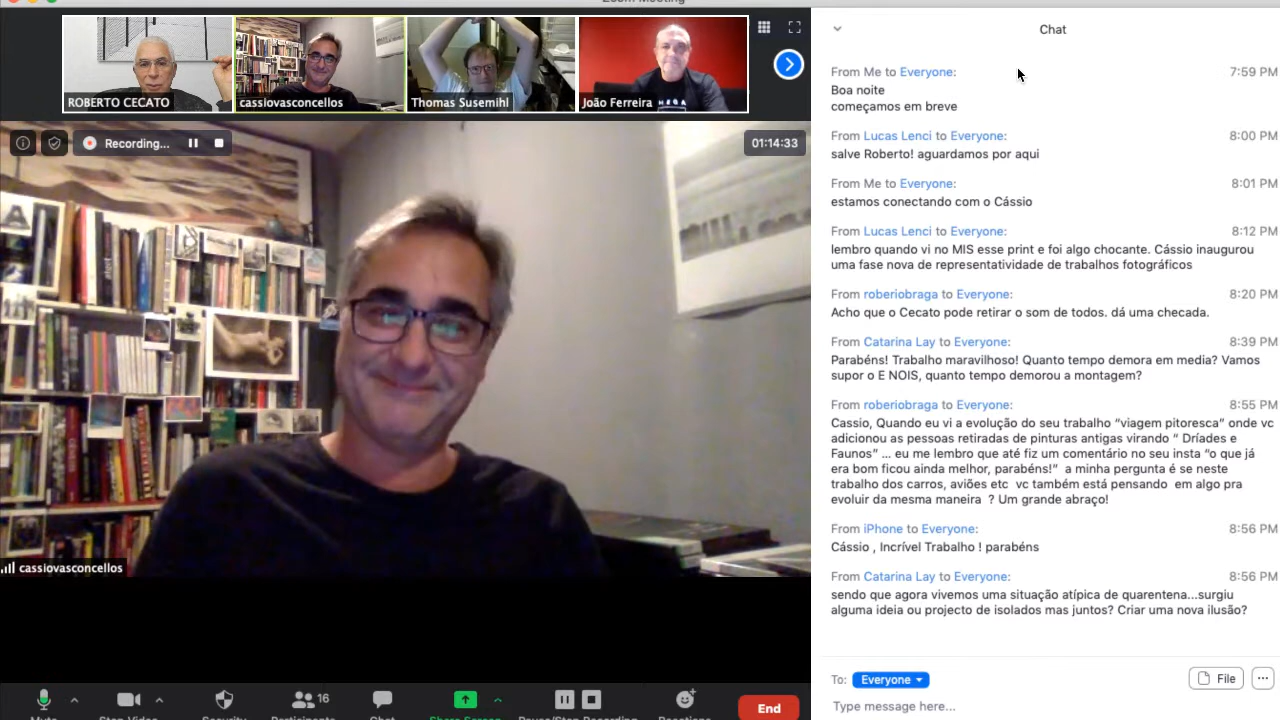 Zoom Meeting
ROBERTO CECATO
cassiovasconcellos
Thomas Susemihl
João Ferreira
Recording...
01:14:33
cassiovasconcellos
Mute
Stop Video
Security
16
Participants
Chat
Share Screen
Pause/Stop Recording
Reactions
End
Chat
From Me to Everyone: 7:59 PM
Boa noite
começamos em breve
From Lucas Lenci to Everyone: 8:00 PM
salve Roberto! aguardamos por aqui
From Me to Everyone: 8:01 PM
estamos conectando com o Cássio
From Lucas Lenci to Everyone: 8:12 PM
lembro quando vi no MIS esse print e foi algo chocante. Cássio inaugurou
uma fase nova de representatividade de trabalhos fotográficos
From roberiobraga to Everyone: 8:20 PM
Acho que o Cecato pode retirar o som de todos. dá uma checada.
From Catarina Lay to Everyone: 8:39 PM
Parabéns! Trabalho maravilhoso! Quanto tempo demora em media? Vamos
supor o E NOIS, quanto tempo demorou a montagem?
From roberiobraga to Everyone: 8:55 PM
Cassio, Quando eu vi a evolução do seu trabalho “viagem pitoresca” onde vc
adicionou as pessoas retiradas de pinturas antigas virando “ Dríades e
Faunos” ... eu me lembro que até fiz um comentário no seu insta “o que já
era bom ficou ainda melhor, parabéns!” a minha pergunta é se neste
trabalho dos carros, aviões etc vc também está pensando em algo pra
evoluir da mesma maneira ? Um grande abraço!
From iPhone to Everyone: 8:56 PM
Cássio , Incrível Trabalho ! parabéns
From Catarina Lay to Everyone: 8:56 PM
sendo que agora vivemos uma situação atípica de quarentena...surgiu
alguma ideia ou projecto de isolados mas juntos? Criar uma nova ilusão?
To: Everyone
File
Type message here...